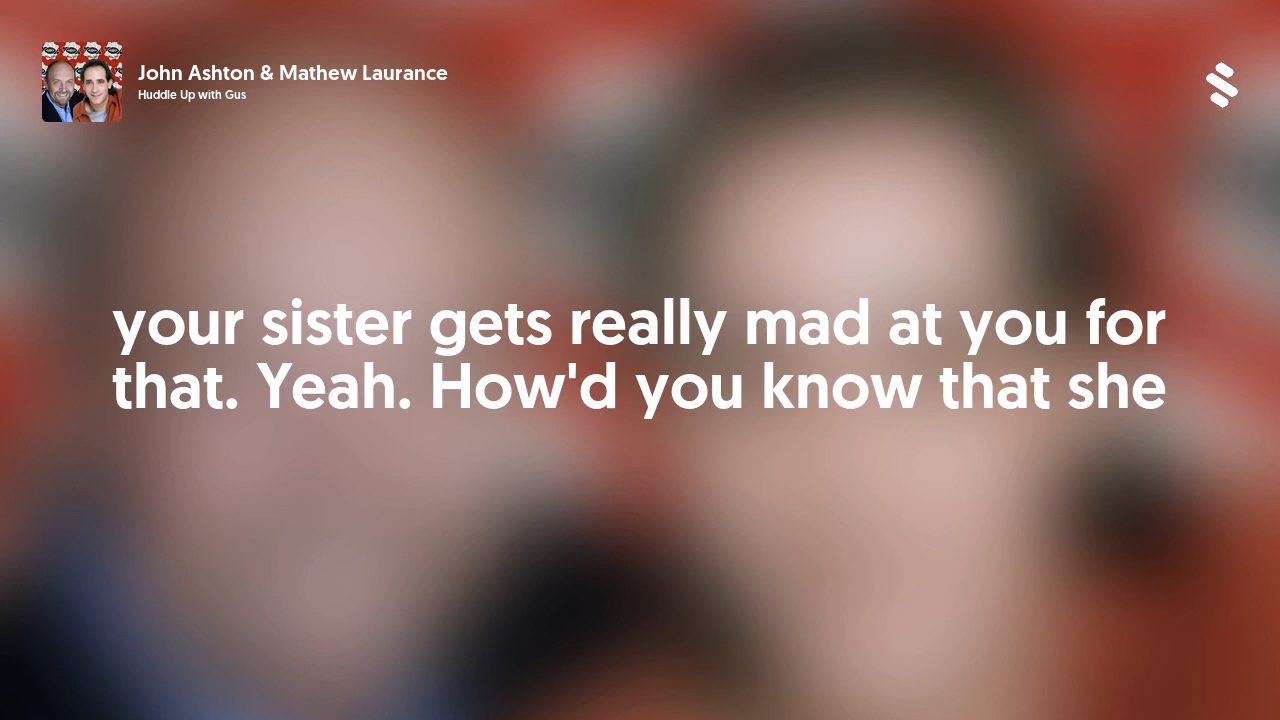 John Ashton & Mathew Laurance
Huddle Up with Gus
your sister gets really mad at you for
that. Yeah. How'd you know that she